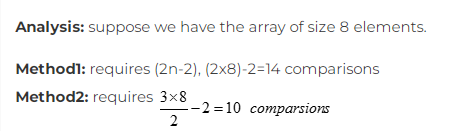 Analysis: suppose we have the array of size 8 elements.
Method1: requires (2n-2), (2x8)-2=14 comparisons
Method2: requires 3×8/2 −2=10 comparsions